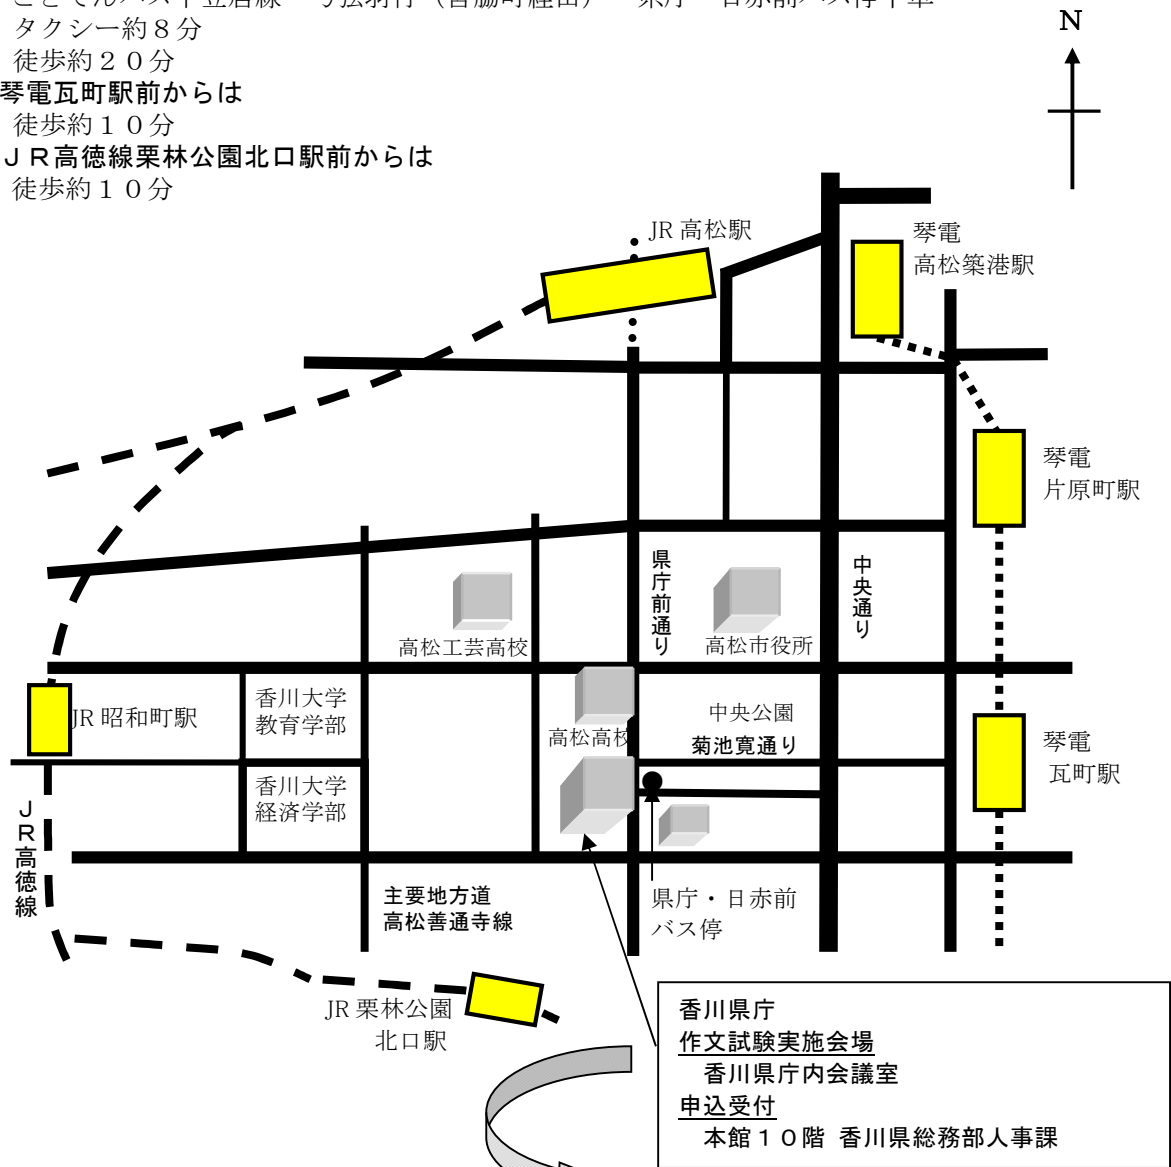 タクシー約８分
徒歩約２０分
琴電瓦町駅前からは
徒歩約１０分
ＪＲ高徳線栗林公園北口駅前からは
徒歩約１０分
N
JR 高松駅
琴電
高松築港駅
琴電
片原町駅
県庁前通り
中央通り
高松工芸高校
高松市役所
JR 昭和町駅
香川大学
教育学部
高松高校
中央公園
菊池寛通り
琴電
瓦町駅
香川大学
経済学部
ＪＲ高徳線
主要地方道
高松善通寺線
県庁・日赤前
バス停
JR 栗林公園
北口駅
香川県庁
作文試験実施会場
香川県庁内会議室
申込受付
本館１０階 香川県総務部人事課